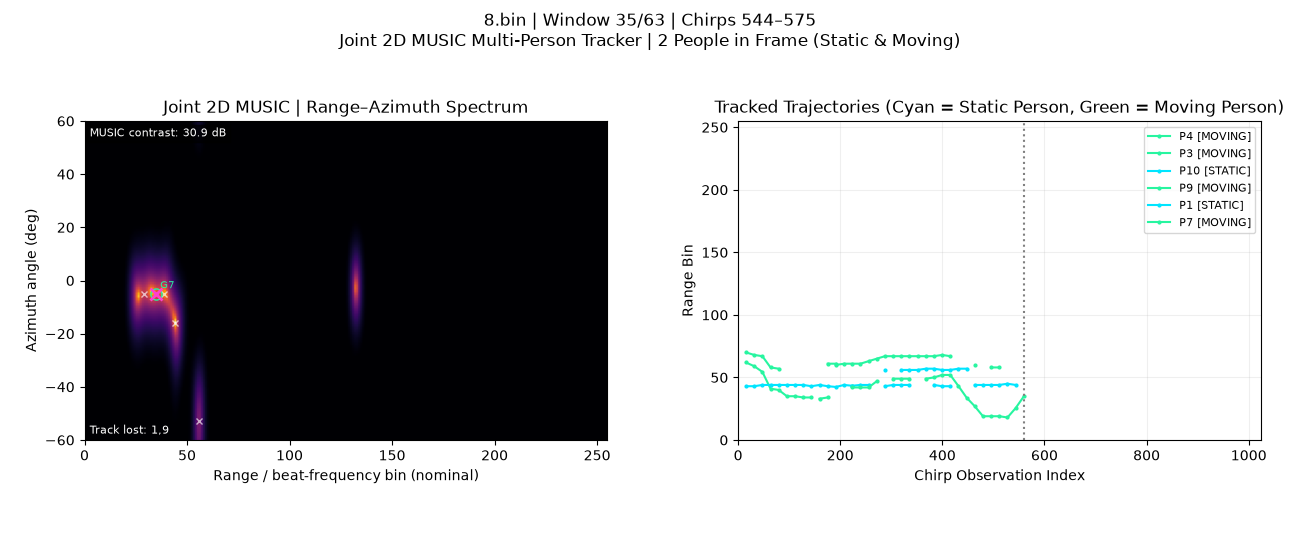 8.bin | Window 35/63 | Chirps 544–575
Joint 2D MUSIC Multi-Person Tracker | 2 People in Frame (Static & Moving)
Joint 2D MUSIC | Range–Azimuth Spectrum
MUSIC contrast: 30.9 dB
G7
Track lost: 1,9
60
40
20
0
−20
−40
−60
Azimuth angle (deg)
0
50
100
150
200
250
Range / beat-frequency bin (nominal)
Tracked Trajectories (Cyan = Static Person, Green = Moving Person)
P4 [MOVING]
P3 [MOVING]
P10 [STATIC]
P9 [MOVING]
P1 [STATIC]
P7 [MOVING]
250
200
150
100
50
0
Range Bin
0
200
400
600
800
1000
Chirp Observation Index